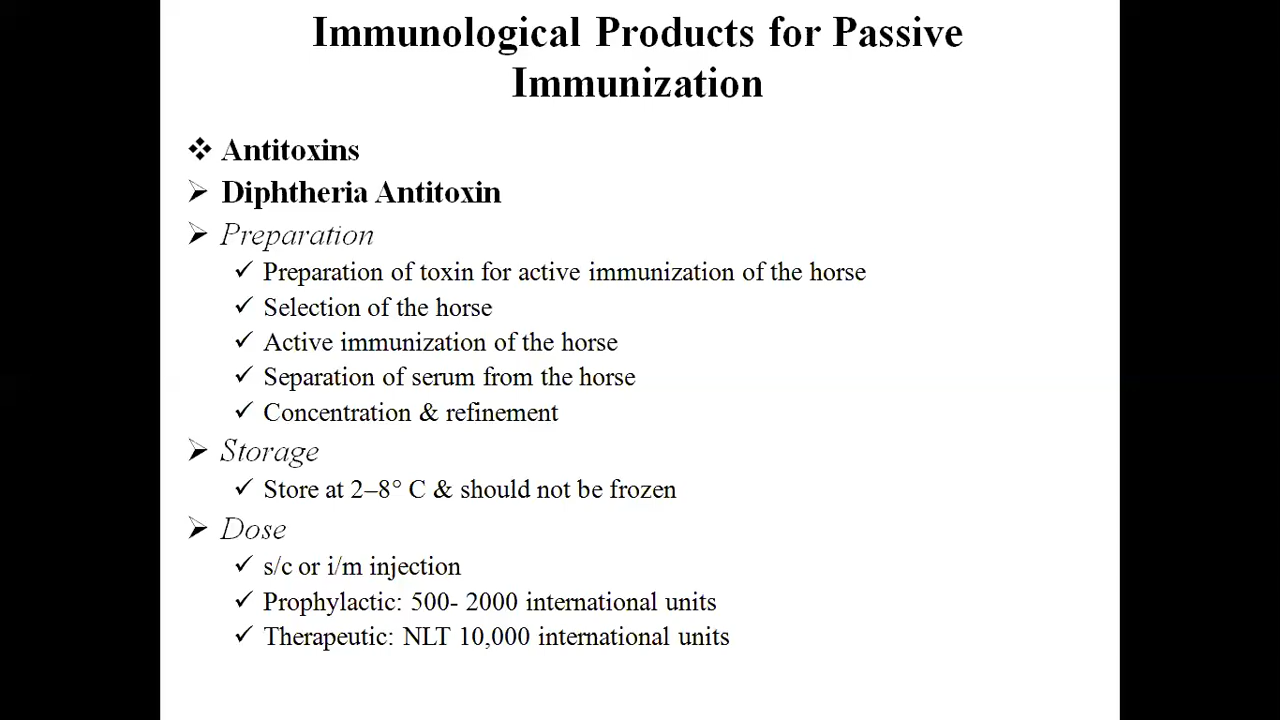 Immunological Products for Passive
Immunization
❖ Antitoxins
➢ Diphtheria Antitoxin
➢ Preparation
✓ Preparation of toxin for active immunization of the horse
✓ Selection of the horse
✓ Active immunization of the horse
✓ Separation of serum from the horse
✓ Concentration & refinement
➢ Storage
✓ Store at 2–8° C & should not be frozen
➢ Dose
✓ s/c or i/m injection
✓ Prophylactic: 500- 2000 international units
✓ Therapeutic: NLT 10,000 international units